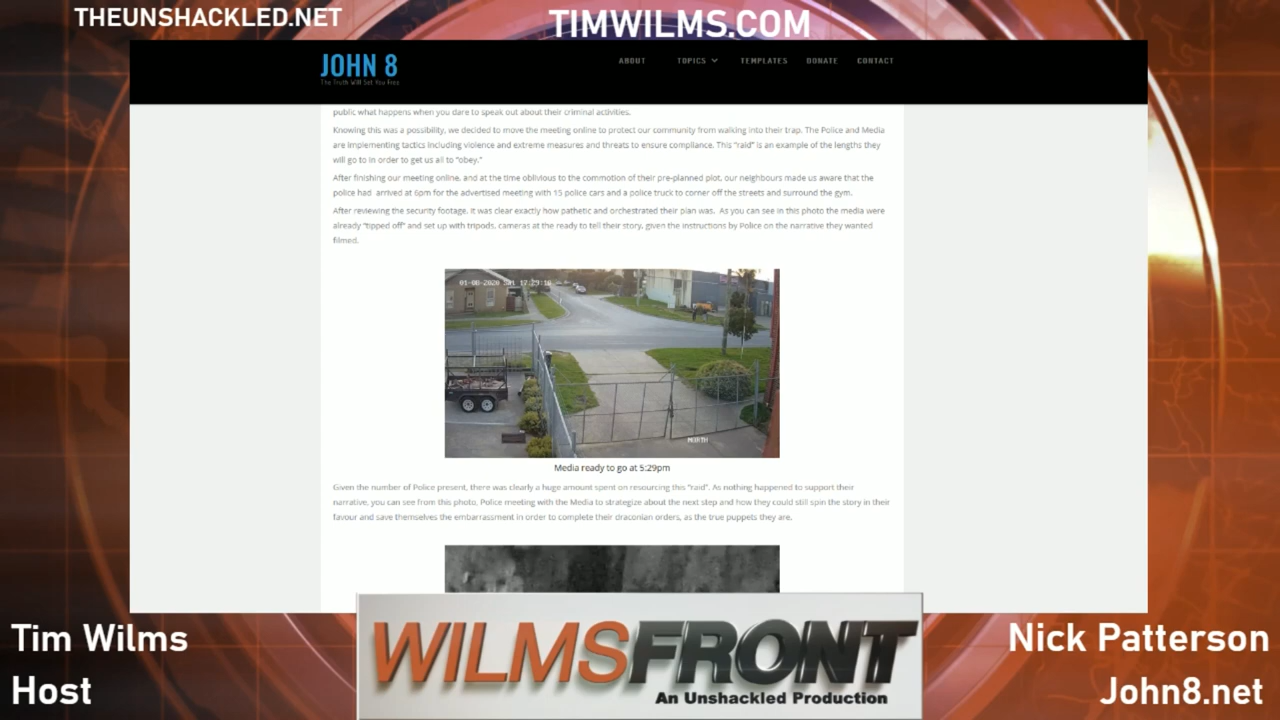 THEUNSHACKLED.NET
TIMWILMS.COM
JOHN 8
The Truth Will Set You Free
ABOUT
TOPICS
TEMPLATES
DONATE
CONTACT
public what happens when you dare to speak out about their criminal activities.
Knowing this was a possibility, we decided to move the meeting online to protect our community from walking into their trap. The Police and Media
are implementing tactics including violence and extreme measures and threats to ensure compliance. This "raid" is an example of the lengths they
will go to in order to get us all to "obey."
After finishing our meeting online, and at the time oblivious to the commotion of their pre-planned plot, our neighbours made us aware that the
police had arrived at 6pm for the advertised meeting with 15 police cars and a police truck to corner off the streets and surround the gym.
After reviewing the security footage, it was clear exactly how pathetic and orchestrated their plan was. As you can see in this photo the media were
already "tipped off" and set up with tripods, cameras at the ready to tell their story, given the instructions by Police on the narrative they wanted
filmed.
01-08-2020 Sat 17:29:18
NORTH
Media ready to go at 5:29pm
Given the number of Police present, there was clearly a huge amount spent on resourcing this "raid". As nothing happened to support their
narrative, you can see from this photo, Police meeting with the Media to strategize about the next step and how they could still spin the story in their
favour and save themselves the embarrassment in order to complete their draconian orders, as the true puppets they are.
Tim Wilms
Host
WILMSFRONT
An Unshackled Production
Nick Patterson
John8.net